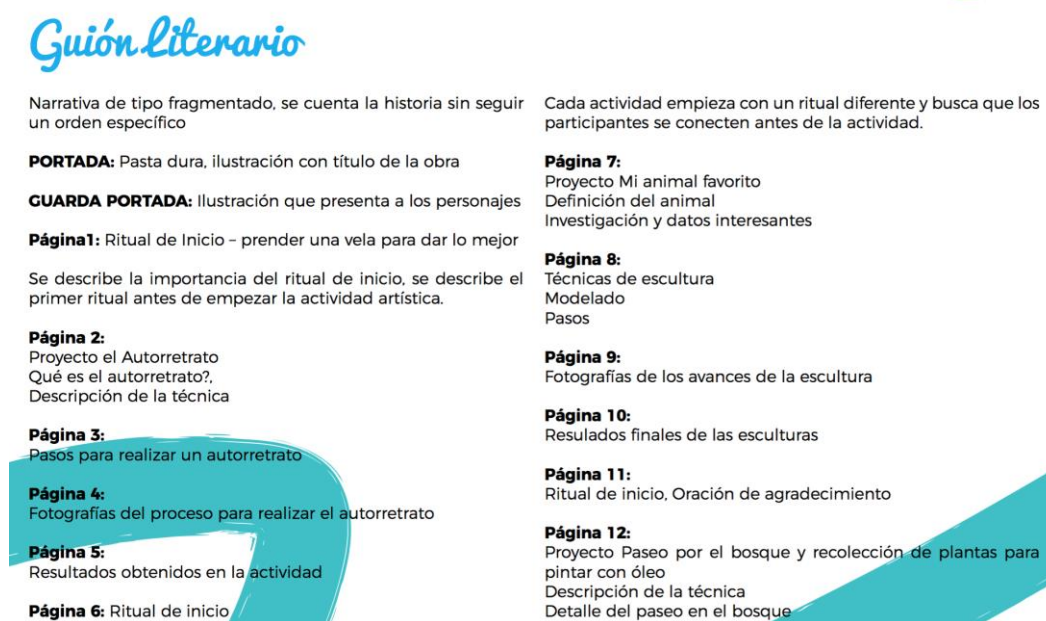 Guión Literario
Narrativa de tipo fragmentado, se cuenta la historia sin seguir
un orden específico
PORTADA: Pasta dura, ilustración con título de la obra
GUARDA PORTADA: Ilustración que presenta a los personajes
Página1: Ritual de Inicio – prender una vela para dar lo mejor
Se describe la importancia del ritual de inicio, se describe el
primer ritual antes de empezar la actividad artística.
Página 2:
Proyecto el Autorretrato
Qué es el autorretrato?,
Descripción de la técnica
Página 3:
Pasos para realizar un autorretrato
Página 4:
Fotografías del proceso para realizar el autorretrato
Página 5:
Resultados obtenidos en la actividad
Página 6: Ritual de inicio
Cada actividad empieza con un ritual diferente y busca que los
participantes se conecten antes de la actividad.
Página 7:
Proyecto Mi animal favorito
Definición del animal
Investigación y datos interesantes
Página 8:
Técnicas de escultura
Modelado
Pasos
Página 9:
Fotografías de los avances de la escultura
Página 10:
Resulados finales de las esculturas
Página 11:
Ritual de inicio, Oración de agradecimiento
Página 12:
Proyecto Paseo por el bosque y recolección de plantas para
pintar con óleo
Descripción de la técnica
Detalle del paseo en el bosque